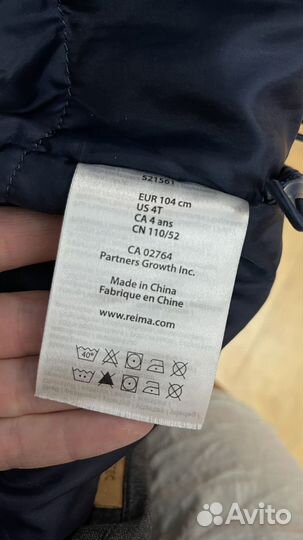 521561
EUR 104 cm
US 4T
CA 4 ans
CN 110/52
CA 02764
Partners Growth Inc.
Made in China
Fabrique en Chine
www.reima.com
40°
Avito